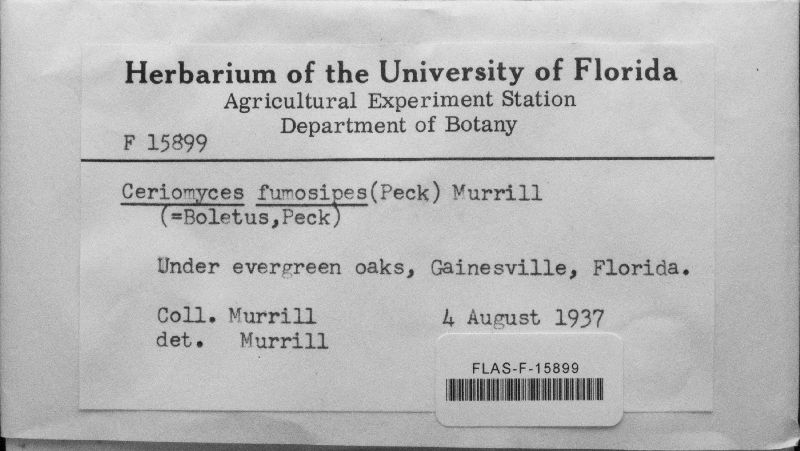 Herbarium of the University of Florida
Agricultural Experiment Station
Department of Botany
F 15899
Ceriomyces fumosipes(Peck) Murrill
(=Boletus,Peck)
Under evergreen oaks, Gainesville, Florida.
Coll. Murrill 4 August 1937
det. Murrill
FLAS-F-15899